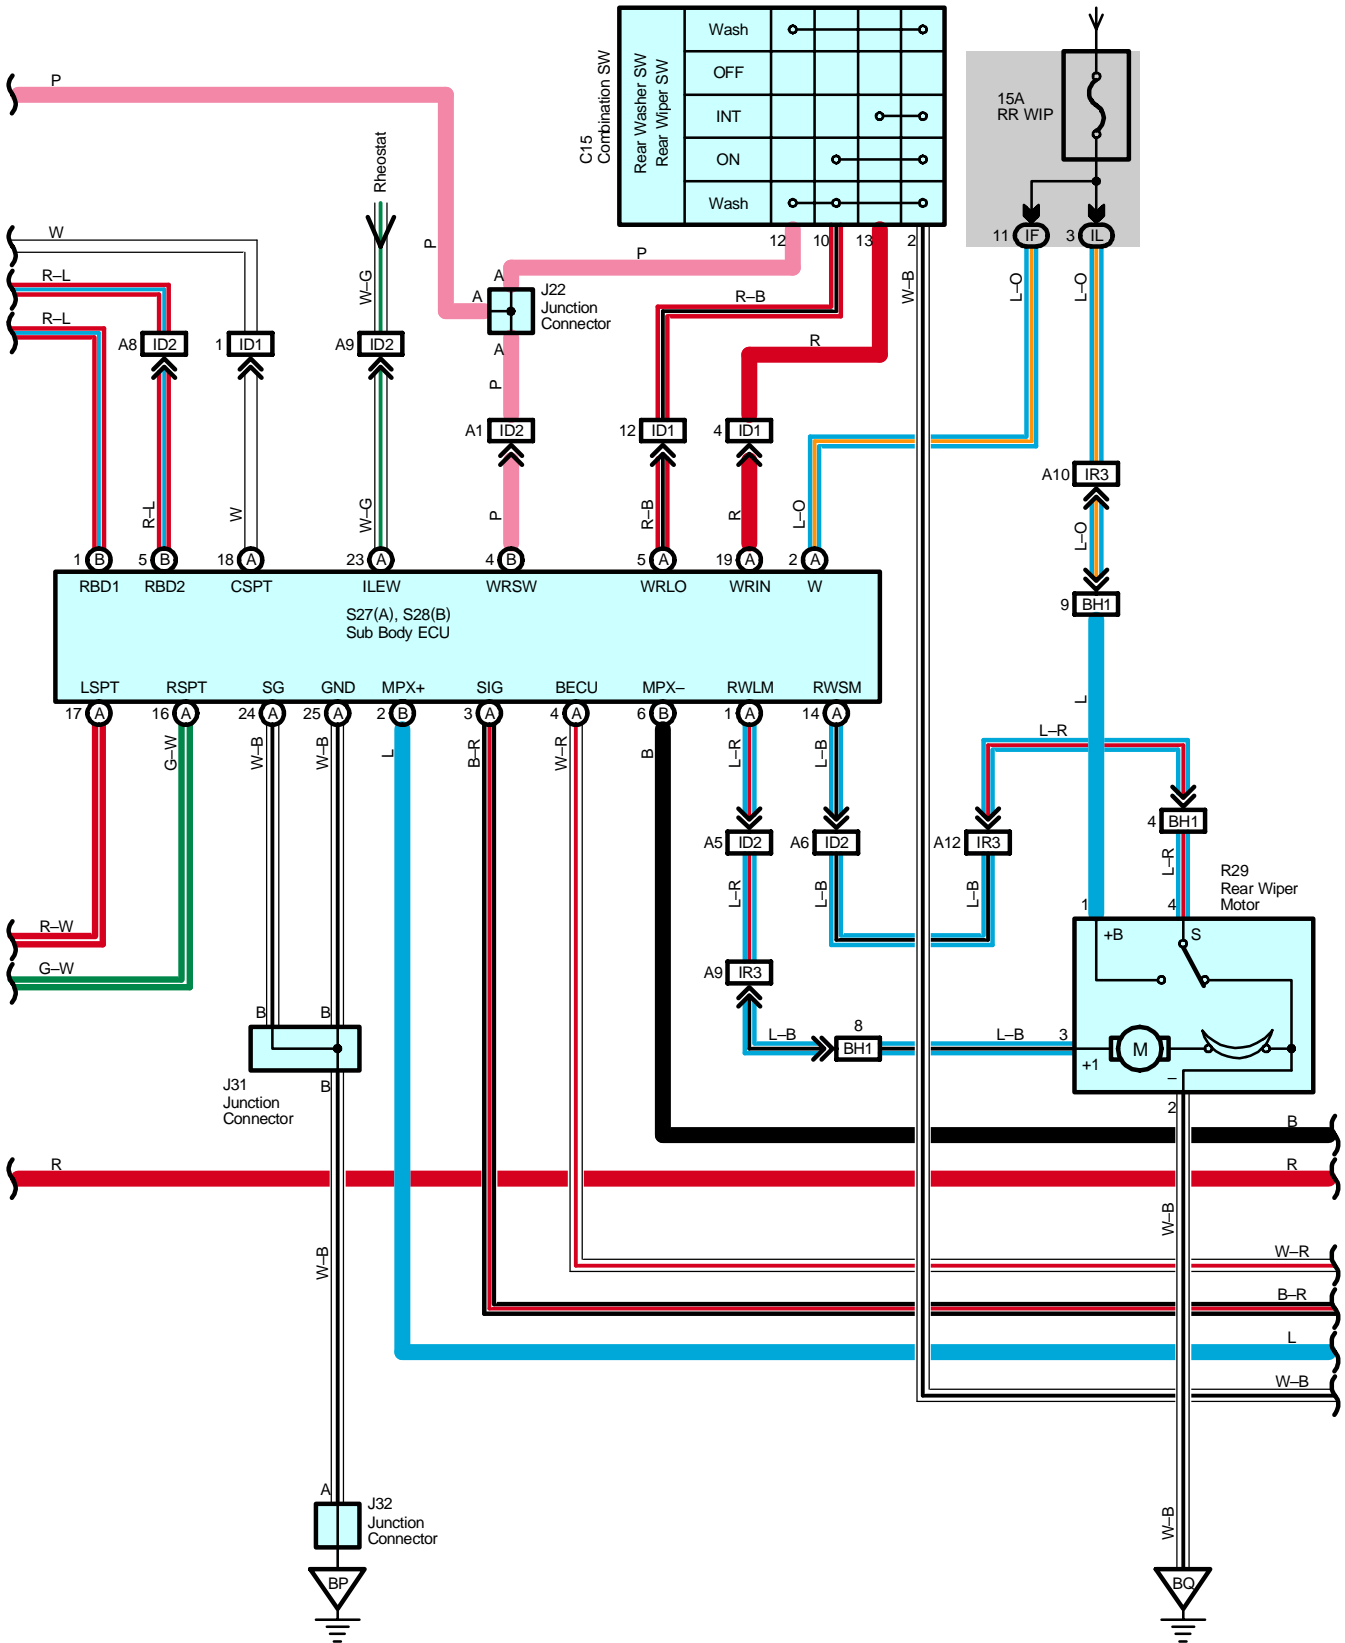 P
W
R–L
R–L
A8 ID2
1 ID1
Rheostat
W–G
A9 ID2
R–L
W
W–G
P
C15
Combination SW
Rear Washer SW
Rear Wiper SW
Wash
OFF
INT
ON
Wash
12
10
13
2
P
A
A
J22
Junction
Connector
A
P
A1 ID2
P
R–B
12 ID1
R–B
R
4 ID1
R
W–B
15A
RR WIP
11 IF
3 IL
L–O
L–O
L–O
A10 IR3
L–O
9 BH1
L
1 B
5 B
18 A
23 A
4 B
5 A
19 A
2 A
RBD1
RBD2
CSPT
ILEW
WRSW
WRLO
WRIN
W
S27(A), S28(B)
Sub Body ECU
LSPT
RSPT
SG
GND
MPX+
SIG
BECU
MPX–
RWLM
RWSM
17 A
16 A
24 A
25 A
2 B
3 A
4 A
6 B
1 A
14 A
G–W
W–B
W–B
L
B–R
W–R
B
L–R
L–B
L–R
A5 ID2
A6 ID2
A12 IR3
4 BH1
L–R
L–B
L–B
L–R
R–W
G–W
A9 IR3
L–B
8
BH1
L–B
R29
Rear Wiper
Motor
1
4
+B
S
3
+1
M
–
2
B
B
B
J31
Junction
Connector
B
R
R
W–B
W–B
W–R
B–R
L
W–B
A
J32
Junction
Connector
BP
W–B
BQ